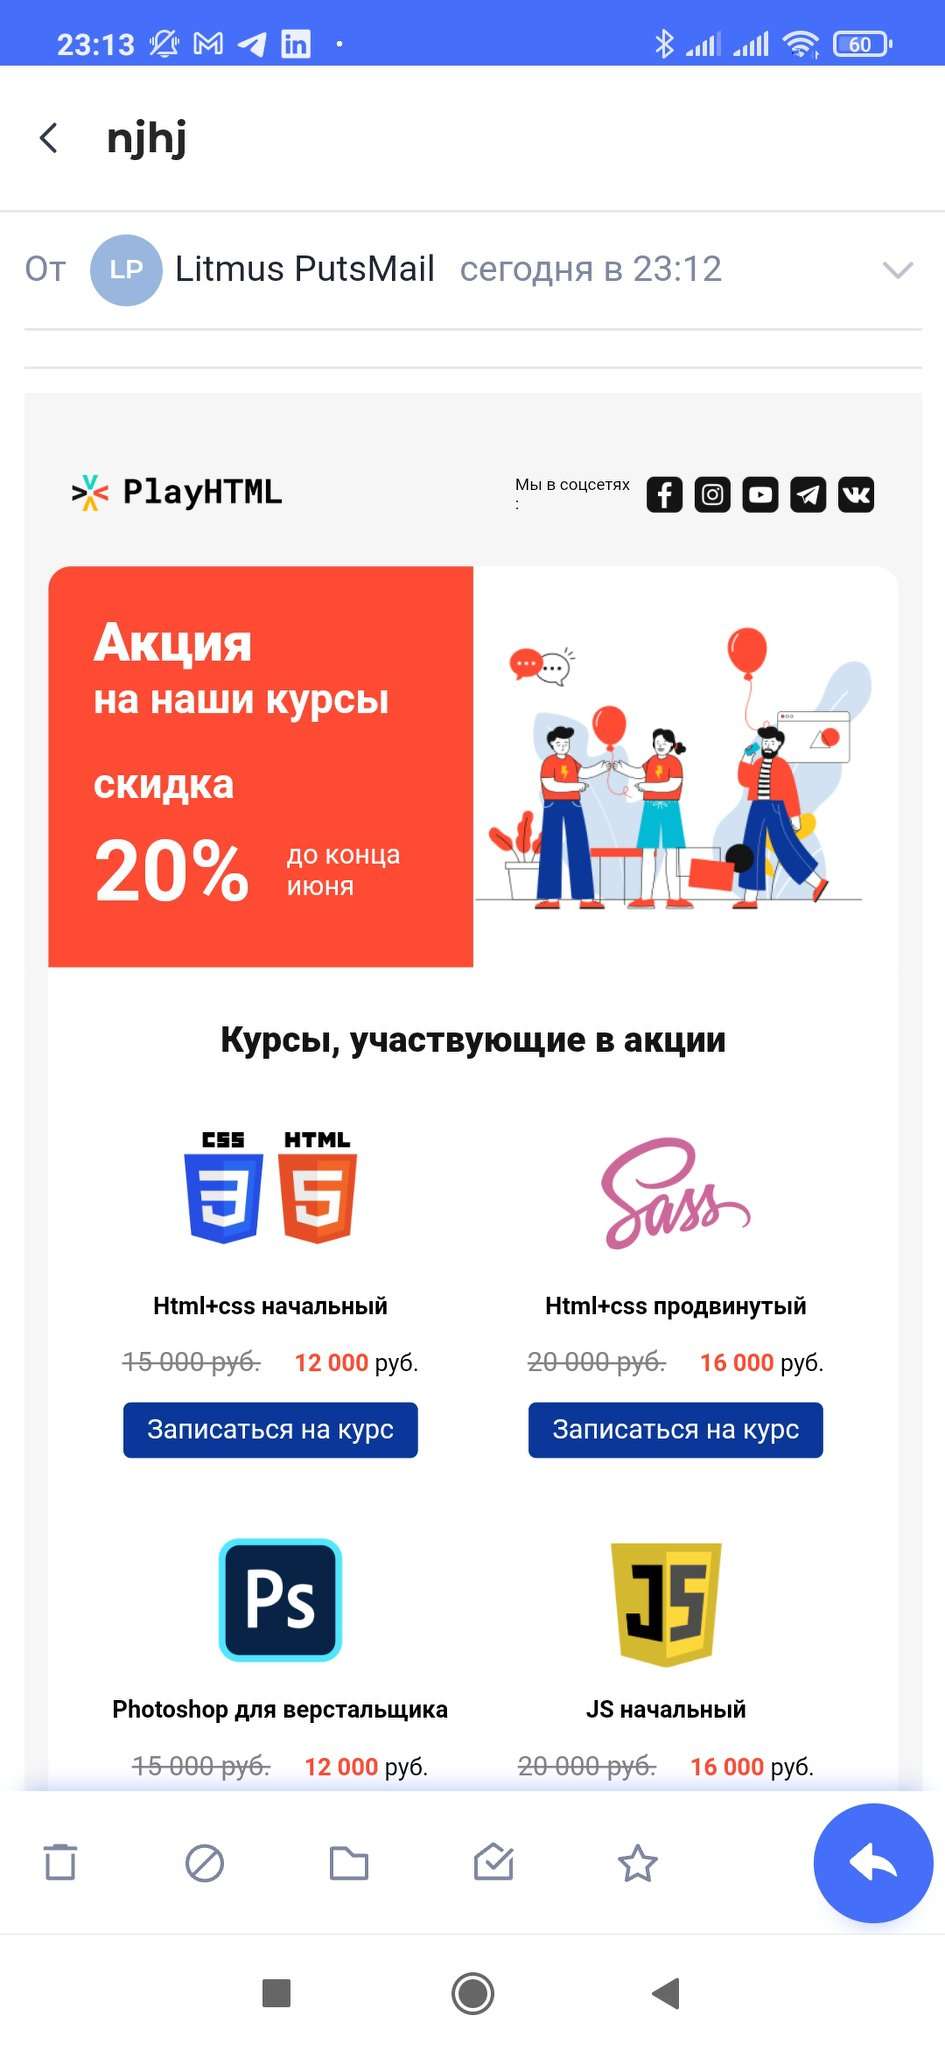 23:13
60
njhj
От LP Litmus PutsMail сегодня в 23:12
PlayHTML
Мы в соцсетях
:
Акция
на наши курсы
скидка
20%
до конца
июня
Курсы, участвующие в акции
CSS HTML
Sass
Html+css начальный
Html+css продвинутый
15 000 руб. 12 000 руб.
20 000 руб. 16 000 руб.
Записаться на курс
Записаться на курс
Ps
JS
Photoshop для верстальщика
JS начальный
15 000 руб. 12 000 руб.
20 000 руб. 16 000 руб.